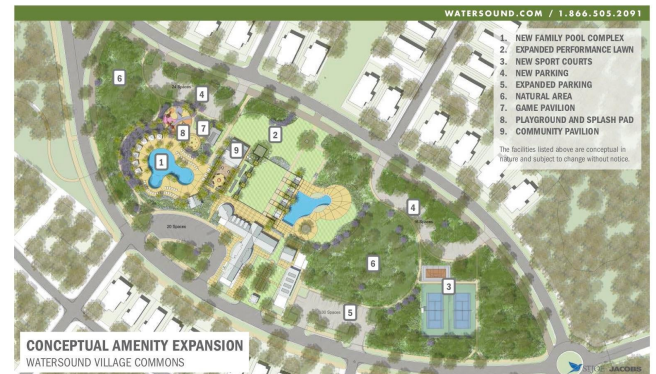 WATERSOUND.COM / 1.866.505.2091
1. NEW FAMILY POOL COMPLEX
2. EXPANDED PERFORMANCE LAWN
3. NEW SPORT COURTS
4. NEW PARKING
5. EXPANDED PARKING
6. NATURAL AREA
7. GAME PAVILION
8. PLAYGROUND AND SPLASH PAD
9. COMMUNITY PAVILION
The facilities listed above are conceptual in
nature and subject to change without notice.
6
4
8
7
2
9
1
4
6
3
5
CONCEPTUAL AMENITY EXPANSION
WATERSOUND VILLAGE COMMONS
ST. JOE JACOBS